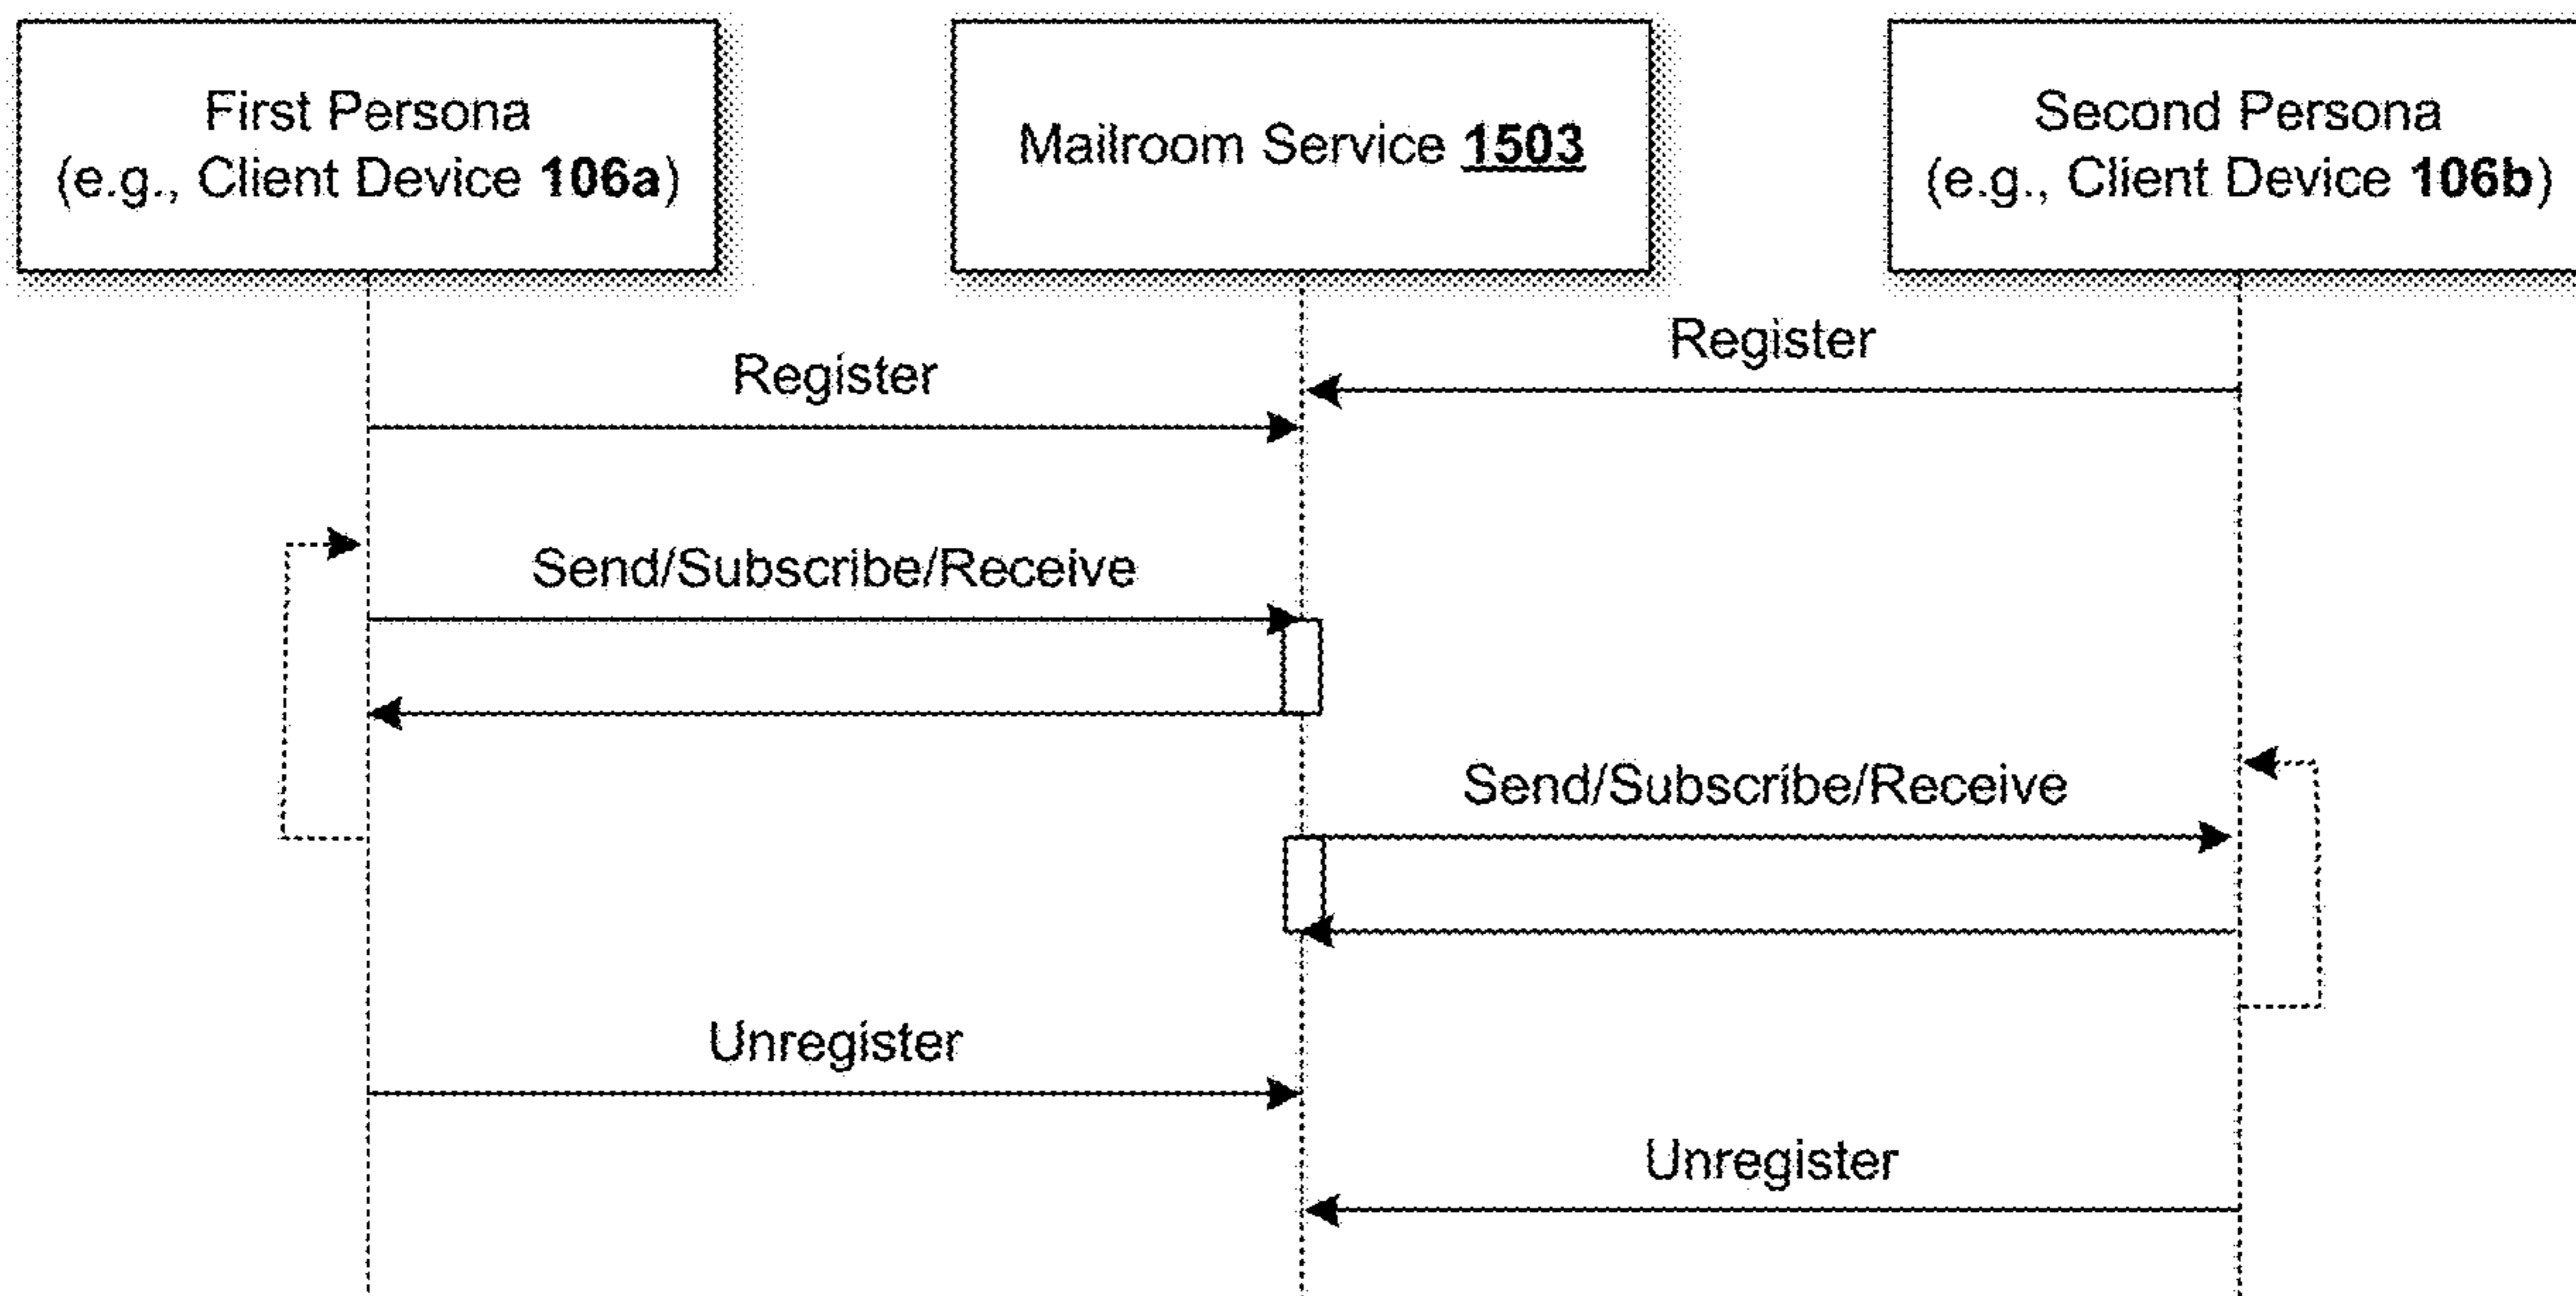 First Persona
(e.g., Client Device 106a)
Mailroom Service 1503
Second Persona
(e.g., Client Device 106b)
Register
Register
Send/Subscribe/Receive
Send/Subscribe/Receive
Unregister
Unregister